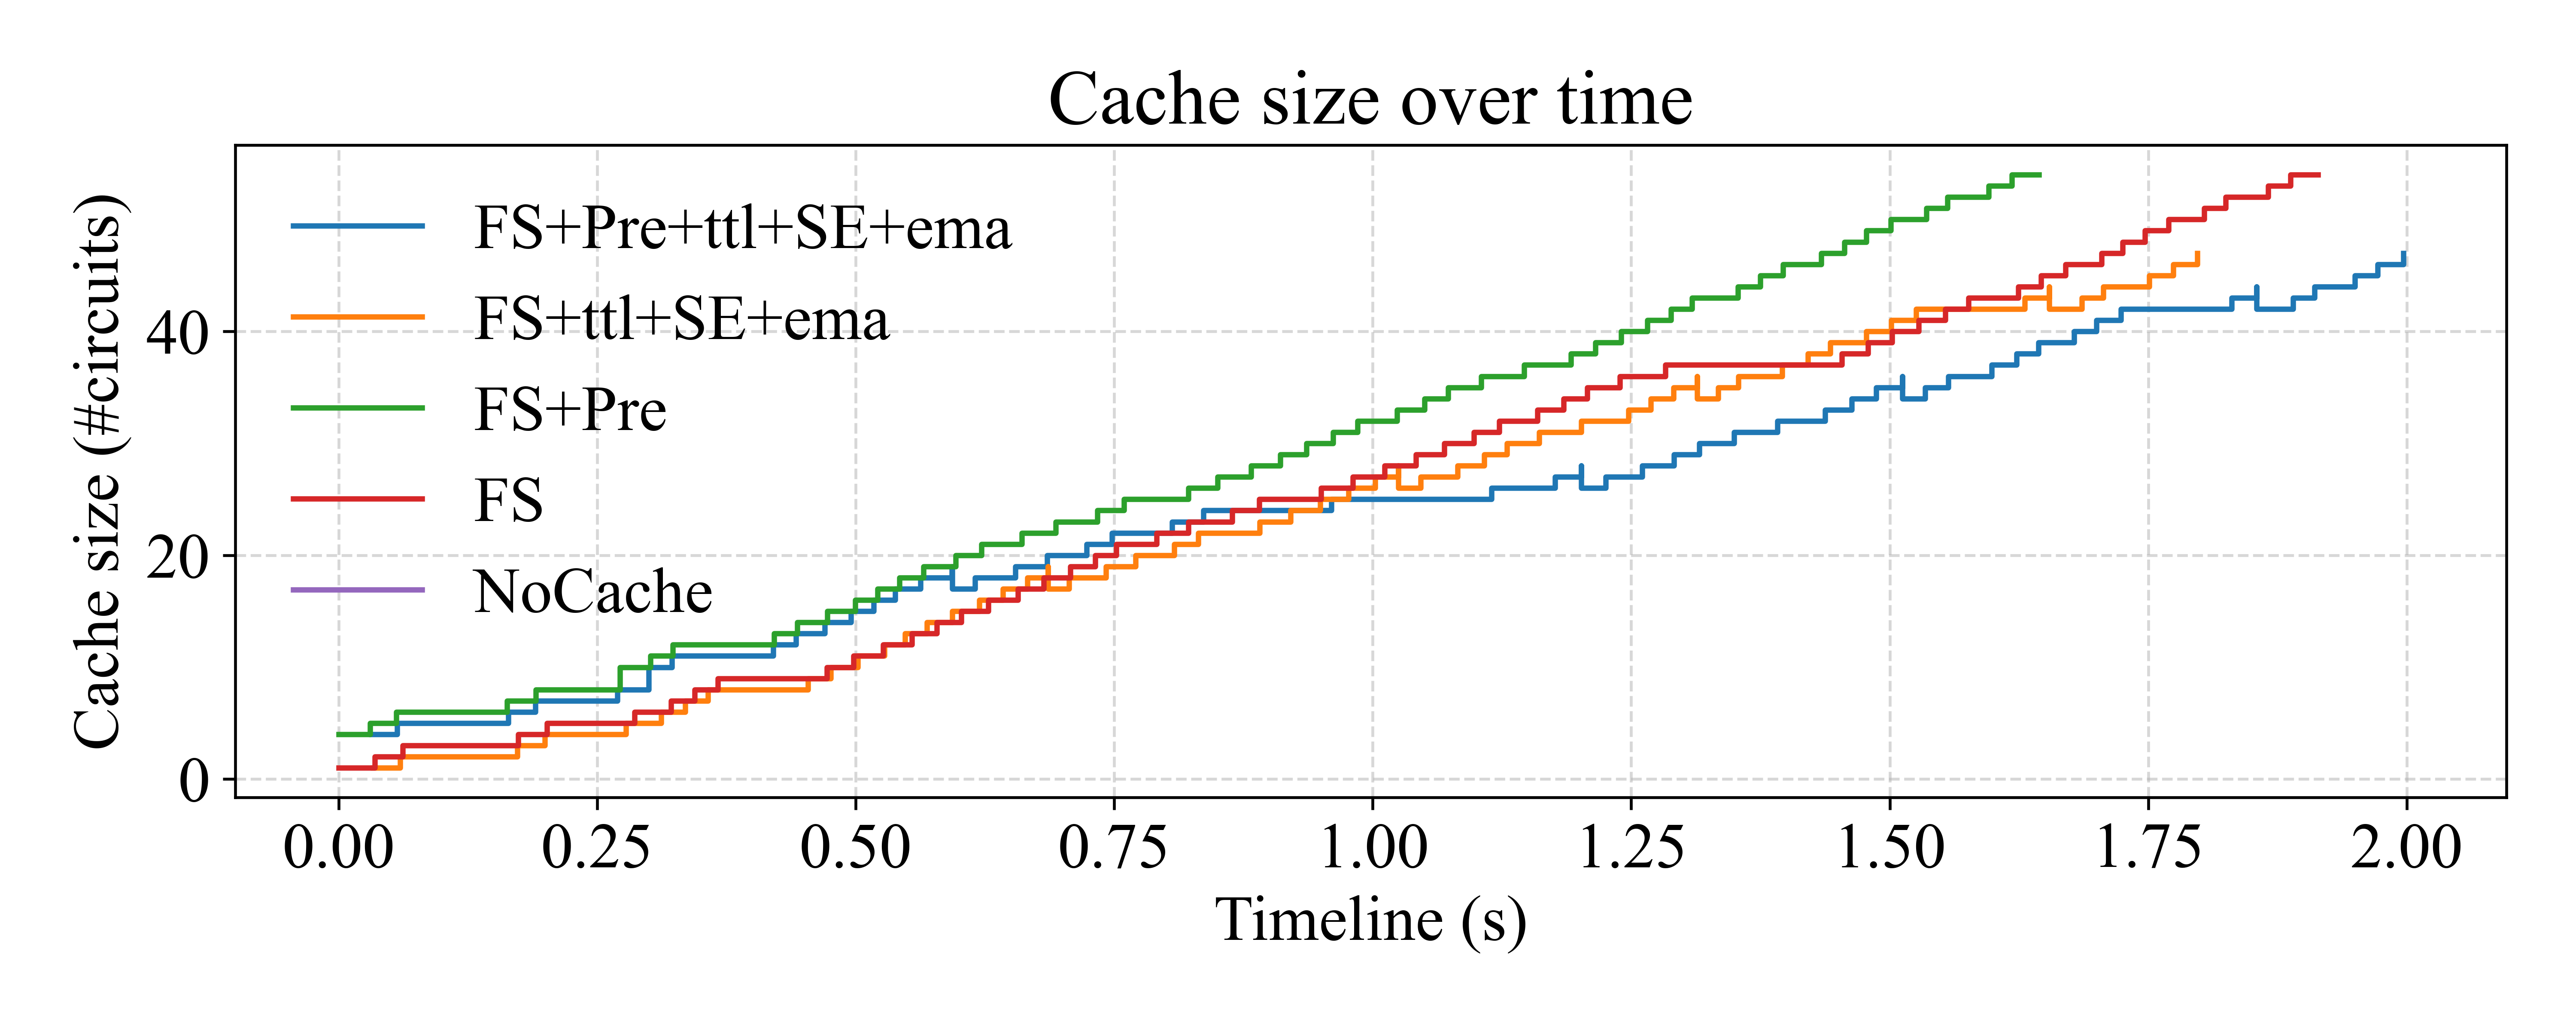 Cache size over time
Cache size (#circuits)
40
20
0
FS+Pre+ttl+SE+ema
FS+ttl+SE+ema
FS+Pre
FS
NoCache
0.00 0.25 0.50 0.75 1.00 1.25 1.50 1.75 2.00
Timeline (s)